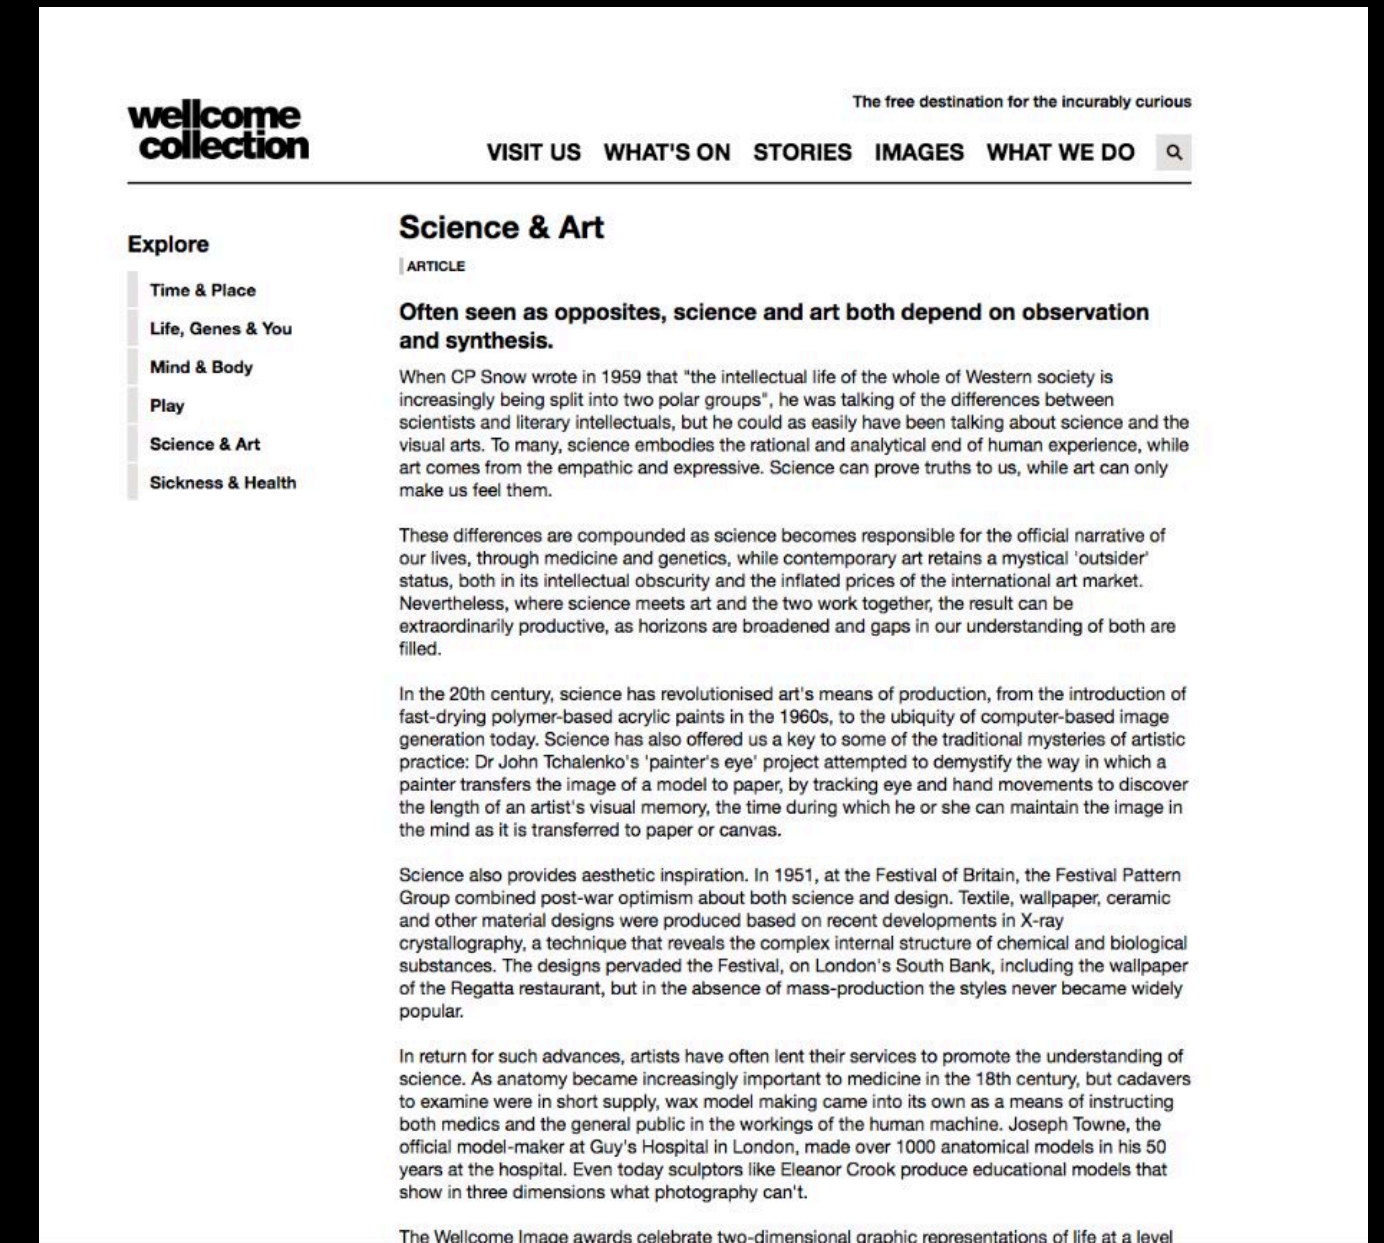 The free destination for the incurably curious
wellcome
collection
VISIT US WHAT'S ON STORIES IMAGES WHAT WE DO
Explore
Time & Place
Life, Genes & You
Mind & Body
Play
Science & Art
Sickness & Health
Science & Art
ARTICLE
Often seen as opposites, science and art both depend on observation
and synthesis.
When CP Snow wrote in 1959 that "the intellectual life of the whole of Western society is
increasingly being split into two polar groups", he was talking of the differences between
scientists and literary intellectuals, but he could as easily have been talking about science and the
visual arts. To many, science embodies the rational and analytical end of human experience, while
art comes from the empathic and expressive. Science can prove truths to us, while art can only
make us feel them.
These differences are compounded as science becomes responsible for the official narrative of
our lives, through medicine and genetics, while contemporary art retains a mystical 'outsider'
status, both in its intellectual obscurity and the inflated prices of the international art market.
Nevertheless, where science meets art and the two work together, the result can be
extraordinarily productive, as horizons are broadened and gaps in our understanding of both are
filled.
In the 20th century, science has revolutionised art's means of production, from the introduction of
fast-drying polymer-based acrylic paints in the 1960s, to the ubiquity of computer-based image
generation today. Science has also offered us a key to some of the traditional mysteries of artistic
practice: Dr John Tchalenko's 'painter's eye' project attempted to demystify the way in which a
painter transfers the image of a model to paper, by tracking eye and hand movements to discover
the length of an artist's visual memory, the time during which he or she can maintain the image in
the mind as it is transferred to paper or canvas.
Science also provides aesthetic inspiration. In 1951, at the Festival of Britain, the Festival Pattern
Group combined post-war optimism about both science and design. Textile, wallpaper, ceramic
and other material designs were produced based on recent developments in X-ray
crystallography, a technique that reveals the complex internal structure of chemical and biological
substances. The designs pervaded the Festival, on London's South Bank, including the wallpaper
of the Regatta restaurant, but in the absence of mass-production the styles never became widely
popular.
In return for such advances, artists have often lent their services to promote the understanding of
science. As anatomy became increasingly important to medicine in the 18th century, but cadavers
to examine were in short supply, wax model making came into its own as a means of instructing
both medics and the general public in the workings of the human machine. Joseph Towne, the
official model-maker at Guy's Hospital in London, made over 1000 anatomical models in his 50
years at the hospital. Even today sculptors like Eleanor Crook produce educational models that
show in three dimensions what photography can't.
The Wellcome Image awards celebrate two-dimensional graphic representations of life at a level